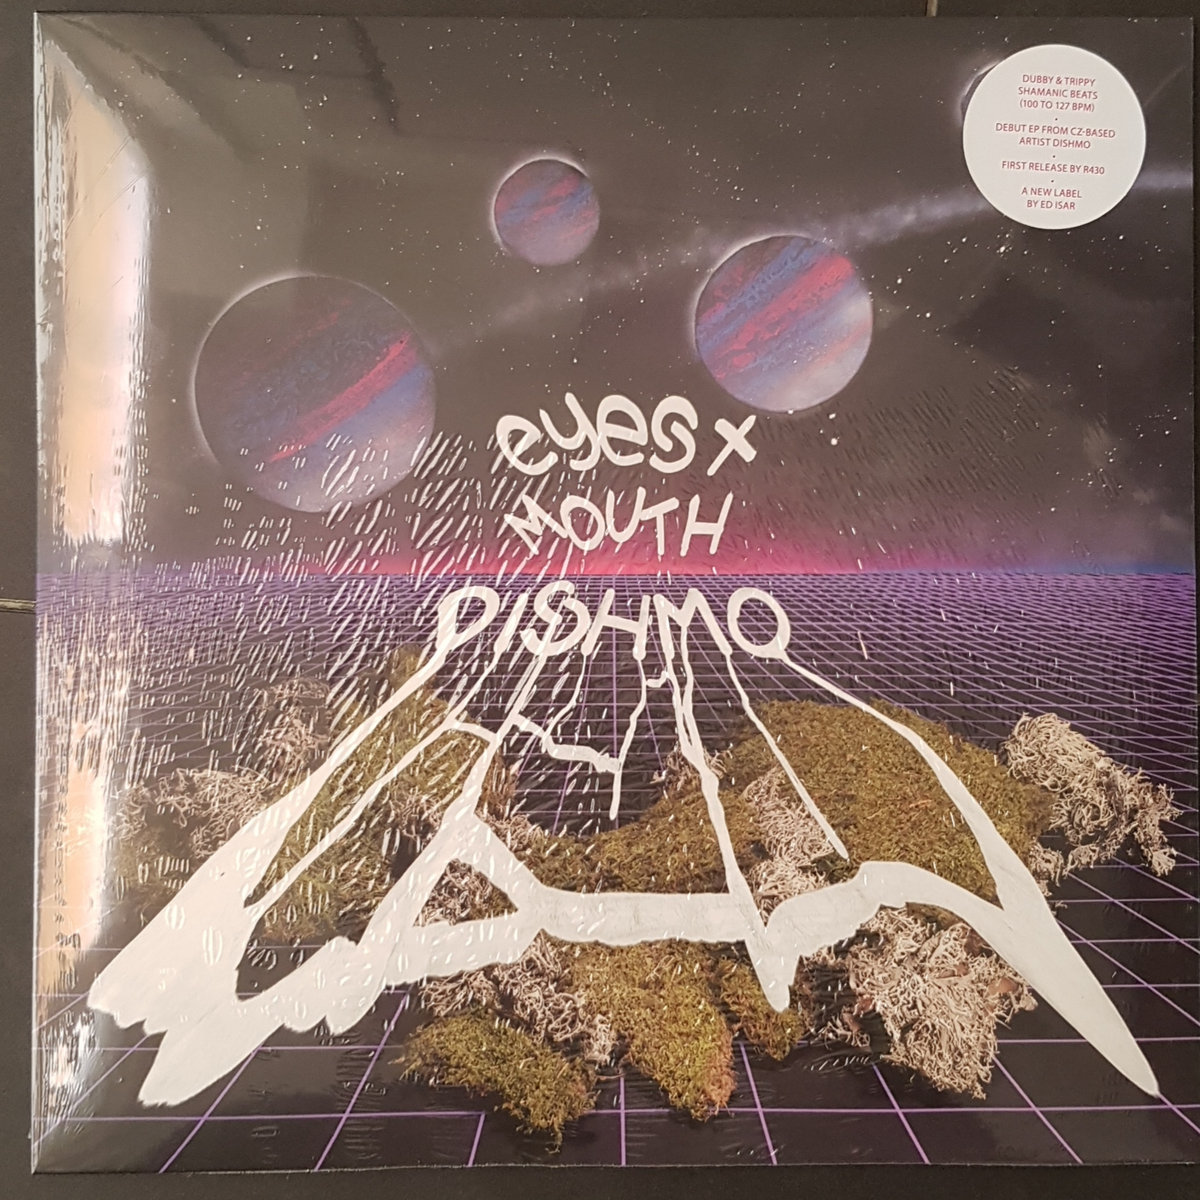 DUBBY & TRIPPY
SHAMANIC BEATS
(100 TO 127 BPM)
•
DEBUT EP FROM CZ-BASED
ARTIST DISHMO
•
FIRST RELEASE BY R430
•
A NEW LABEL
BY ED ISAR
eyes x
MOUTH
DISHMO